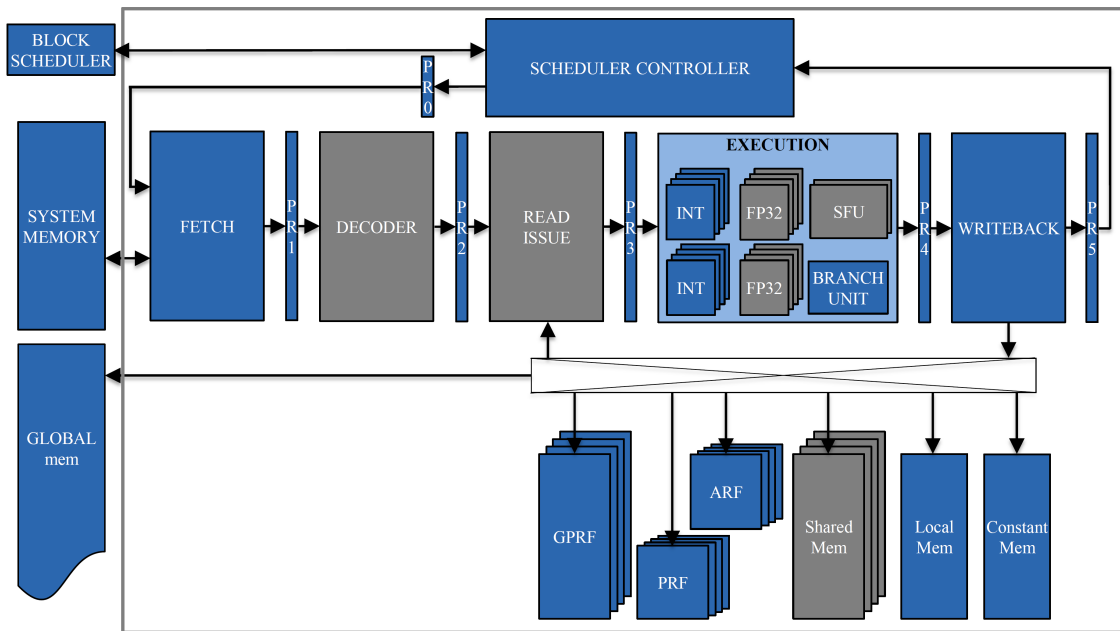 BLOCK
SCHEDULER
SCHEDULER CONTROLLER
P
R
0
SYSTEM
MEMORY
FETCH
P
R
1
DECODER
P
R
2
READ
ISSUE
P
R
3
EXECUTION
INT
FP32
SFU
INT
FP32
BRANCH
UNIT
P
R
4
WRITEBACK
P
R
5
GLOBAL
mem
GPRF
PRF
ARF
Shared
Mem
Local
Mem
Constant
Mem